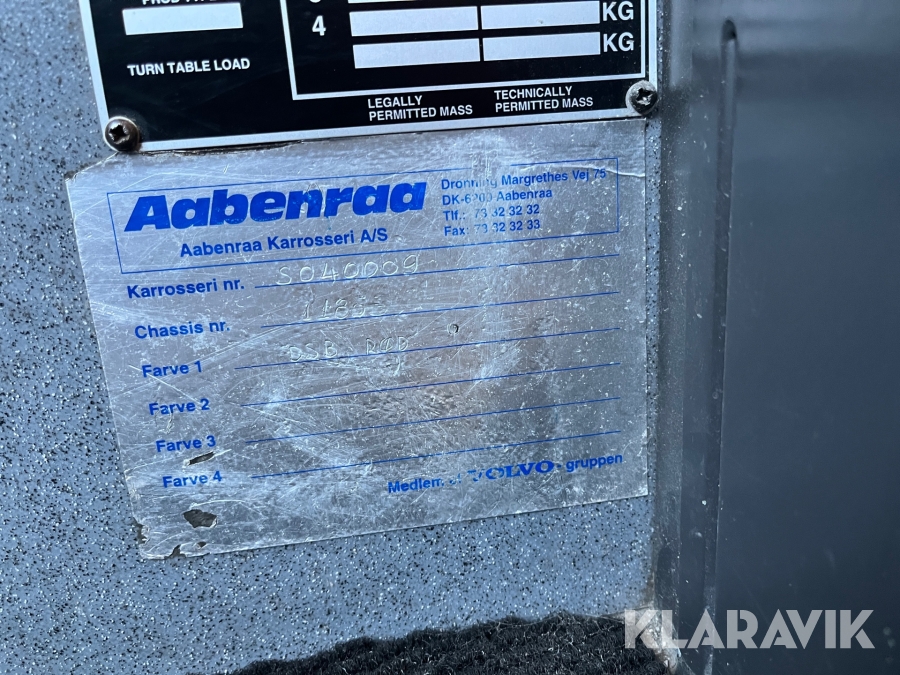 4
KG
KG
TURN TABLE LOAD
LEGALLY
PERMITTED MASS
TECHNICALLY
PERMITTED MASS
Aabenraa
Aabenraa Karrosseri A/S
Dronning Margrethes Vej 75
DK-6200 Aabenraa
Tlf.: 73 32 32 32
Fax: 73 32 32 33
Karrosseri nr. S040009
Chassis nr.
Farve 1 DSB
Farve 2
Farve 3
Farve 4
Medlem VOLVO-gruppen
KLARAVIK